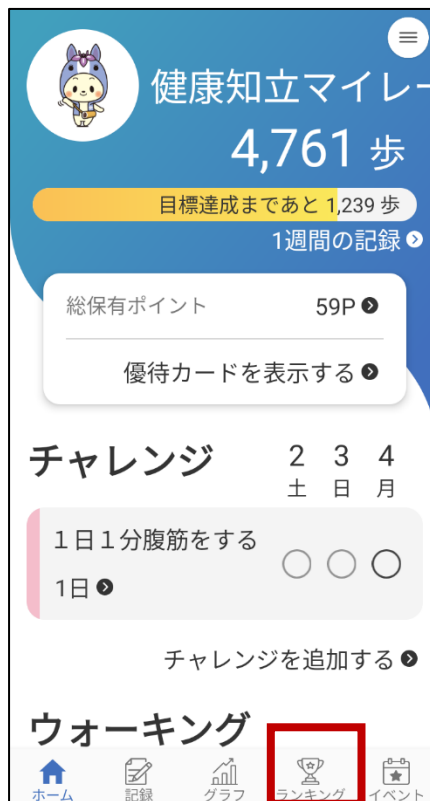 健康知立マイレー
4,761 歩
目標達成まであと 1,239 歩
1週間の記録
総保有ポイント 59P
優待カードを表示する
チャレンジ 2 3 4
土 日 月
１日１分腹筋をする
1日
チャレンジを追加する
ウォーキング
ホーム 記録 グラフ ランキング イベント